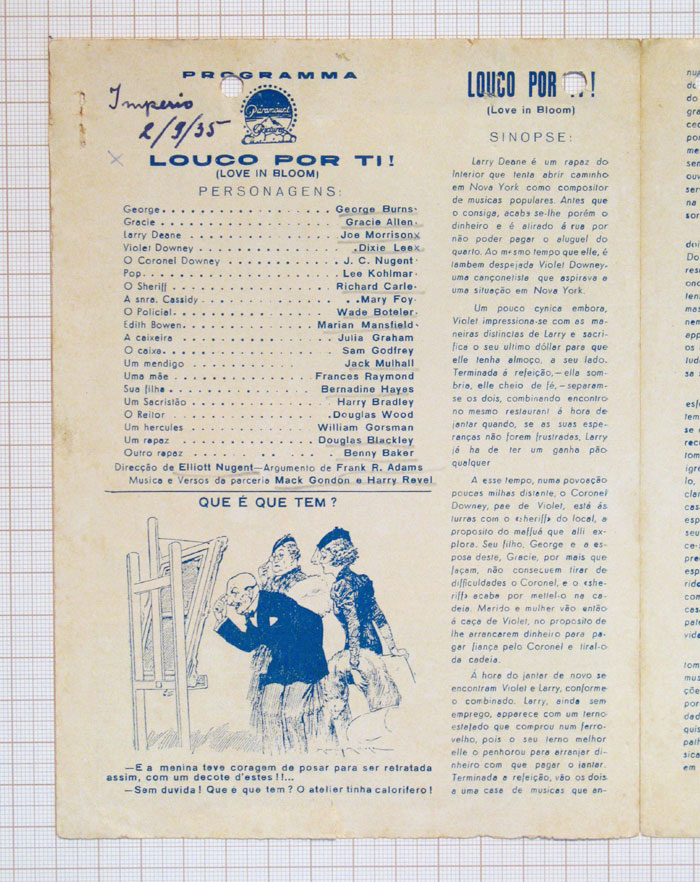 PROGRAMMA
Imperio
2/9/35
Paramount
Pictures
LOUCO POR TI!
(LOVE IN BLOOM)
PERSONAGENS:
George . . . . . . . . . . . . . . . . . . George Burns
Gracie . . . . . . . . . . . . . . . . . . Gracie Allen
Larry Deane . . . . . . . . . . . . . . . Joe Morrison x
Violet Downey . . . . . . . . . . . . . . Dixie Lee x
O Coronel Downey . . . . . . . . . . . . J. C. Nugent
Pop . . . . . . . . . . . . . . . . . . . Lee Kohlmar
O Sheriff . . . . . . . . . . . . . . . . Richard Carle
A snra. Cassidy . . . . . . . . . . . . . Mary Foy
O Policial . . . . . . . . . . . . . . . . Wade Boteler
Edith Bowen . . . . . . . . . . . . . . . Marian Mansfield
A caixeira . . . . . . . . . . . . . . . . Julia Graham
O caixa . . . . . . . . . . . . . . . . . Sam Godfrey
Um mendigo . . . . . . . . . . . . . . . Jack Mulhall
Uma mãe . . . . . . . . . . . . . . . . . Frances Raymond
Sua filha . . . . . . . . . . . . . . . . Bernadine Hayes
Um Sacristão . . . . . . . . . . . . . . Harry Bradley
O Reitor . . . . . . . . . . . . . . . . . Douglas Wood
Um hercules . . . . . . . . . . . . . . . William Gorsman
Um rapaz . . . . . . . . . . . . . . . . Douglas Blackley
Outro rapaz . . . . . . . . . . . . . . . Benny Baker
Direcção de Elliott Nugent—Argumento de Frank R. Adams
Musica e Versos da parceria Mack Gondon e Harry Revel
QUE É QUE TEM?
—E a menina teve coragem de posar para ser retratada
assim, com um decote d'estes!!...
—Sem duvida! Que é que tem? O atelier tinha calorifero!
LOUCO POR !
(Love in Bloom)
SINOPSE:
Larry Deane é um rapaz do
Interior que tenta abrir caminho
em Nova York como compositor
de musicas populares. Antes que
o consiga, acaba-se-lhe porém o
dinheiro e é atirado á rua por
não poder pagar o aluguel do
quarto. Ao mesmo tempo que elle, é
tambem despejada Violet Downey-
uma cançonetista que aspirava a
uma situação em Nova York.
Um pouco cynica embora,
Violet impressiona-se com as ma-
neiras distinctas de Larry e sacri-
fica o seu ultimo dóllar para que
elle tenha almoço, a seu lado.
Terminada á refeição,—ella som-
bria, elle cheio de fé,—separam-
se os dois, combinando encontro
no mesmo restaurant á hora de
jantar quando, se as suas espe-
ranças não forem frustradas, Larry
já ha de ter um ganha pão
qualquer
A esse tempo, numa povoação
poucas milhas distante, o Coronel
Downey, pae de Violet, está ás
turras com o «sheriff» do local, a
proposito do maffuá que alli ex-
plora. Seu filho, George e a es-
posa deste, Gracie, por mais que
façam, não conseguem tirar de
difficuldades o Coronel, e o «she-
riff» acaba por mettel-o na ca-
deia. Marido e mulher vão então
á caça de Violet, no proposito de
lhe arrancarem dinheiro para pa-
gar fiança pelo Coronel e tiral-o
da cadeia.
Á hora do jantar de novo se
encontram Violet e Larry, conforme
o combinado. Larry, ainda sem
emprego, apparece com um terno
estafado que comprou num ferro-
velho, pois o seu terno melhor
elle o penhorou para arranjar di-
nheiro com que pagar o jantar.
Terminada a refeição, vão os dois
a uma casa de musicas que an-